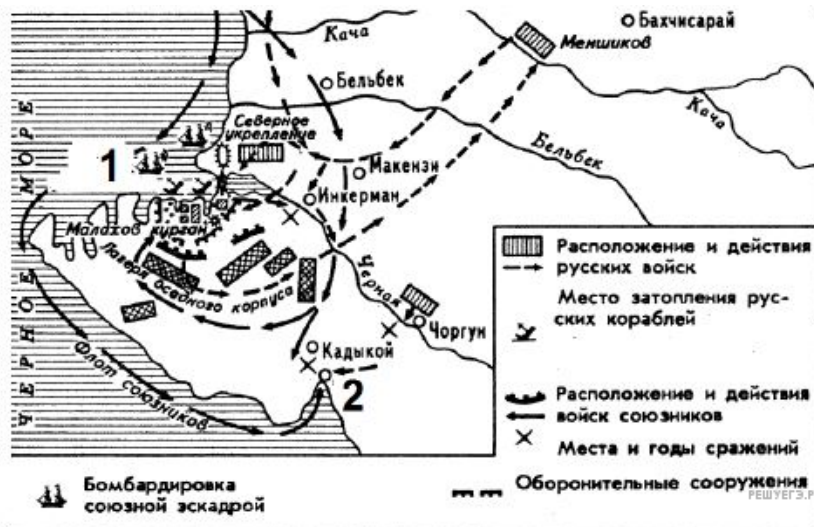 Бахчисарай
Кача
Меншиков
Бельбек
Кача
Северное
укрепление
Бельбек
1
Макензи
Инкерман
МОРЕ
Малахов курган
Лагерь осадного корпуса
Черная
Чоргун
Кадыкой
2
Флот союзников
ЧЕРНОЕ
Расположение и действия
русских войск
Место затопления рус-
ских кораблей
Расположение и действия
войск союзников
Места и годы сражений
Оборонительные сооружения
Бомбардировка
союзной эскадрой
РЕШУЕГЭ.Р